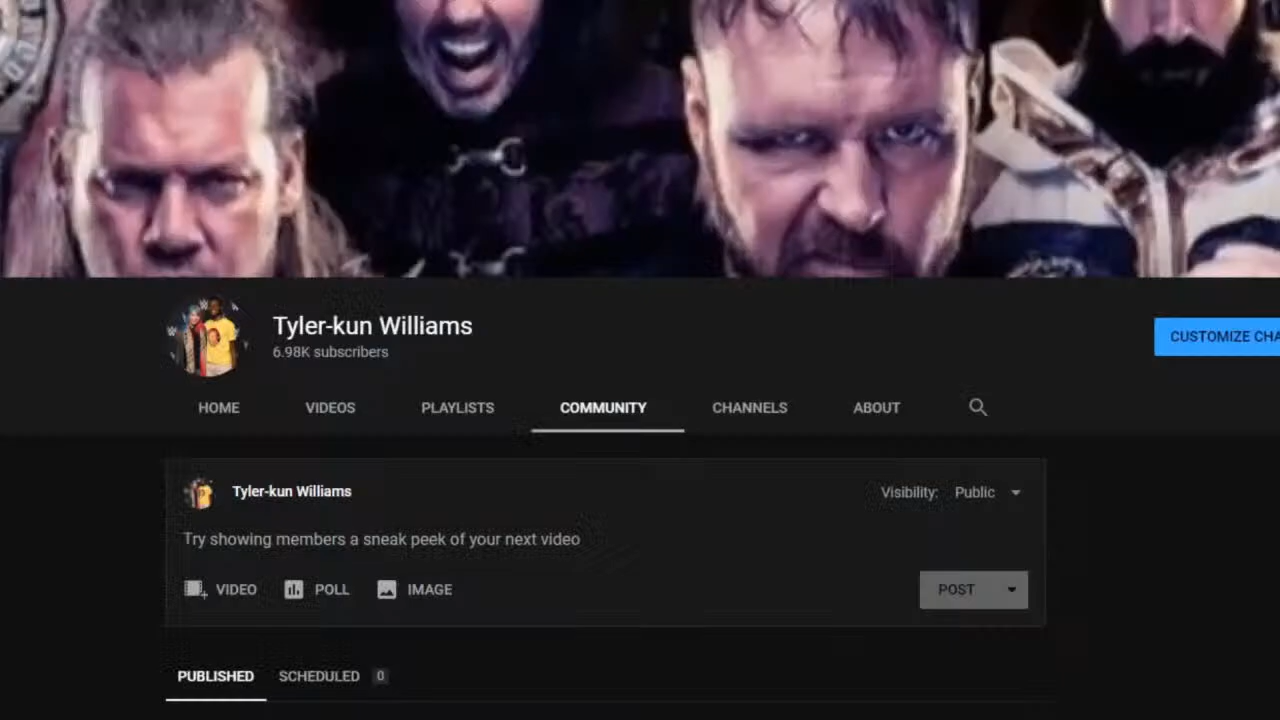 Tyler-kun Williams
6.98K subscribers
CUSTOMIZE CHA
HOME VIDEOS PLAYLISTS COMMUNITY CHANNELS ABOUT
Tyler-kun Williams
Visibility: Public
Try showing members a sneak peek of your next video
VIDEO POLL IMAGE
POST
PUBLISHED SCHEDULED 0